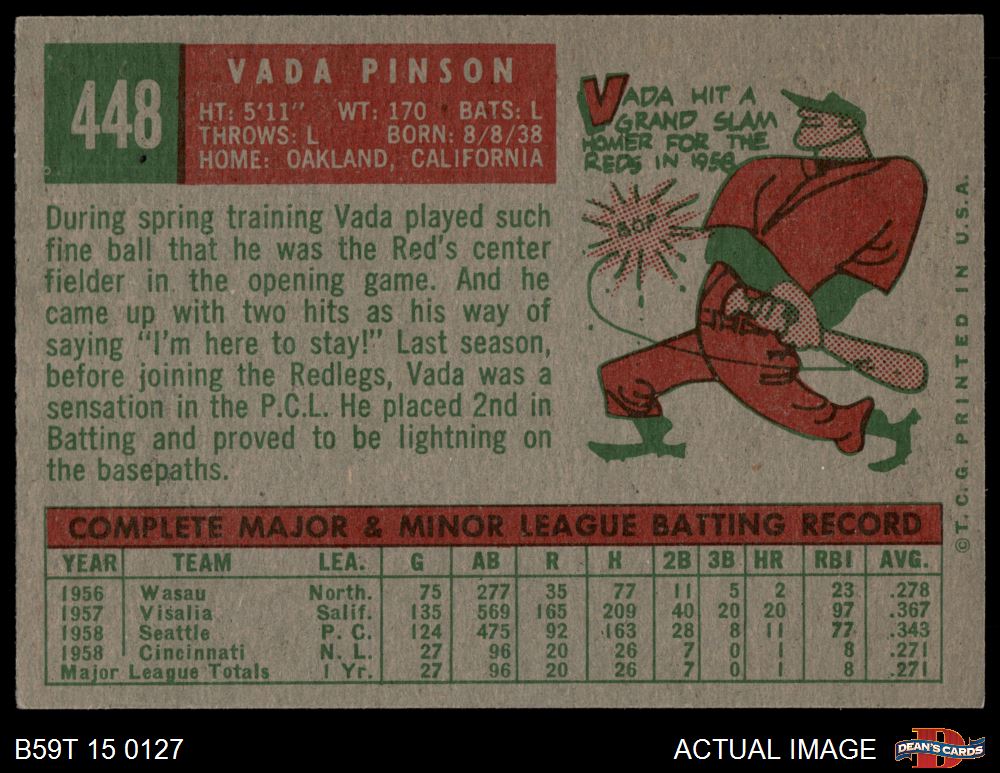 448
VADA PINSON
HT: 5'11" WT: 170 BATS: L
THROWS: L BORN: 8/8/38
HOME: OAKLAND, CALIFORNIA
VADA HIT A
GRAND SLAM
HOMER FOR THE
REDS IN 1958
BOP
During spring training Vada played such
fine ball that he was the Red's center
fielder in the opening game. And he
came up with two hits as his way of
saying "I'm here to stay!" Last season,
before joining the Redlegs, Vada was a
sensation in the P.C.L. He placed 2nd in
Batting and proved to be lightning on
the basepaths.
©T.C.G. PRINTED IN U.S.A.
COMPLETE MAJOR & MINOR LEAGUE BATTING RECORD
YEAR TEAM LEA. G AB R H 2B 3B HR RBI AVG.
1956 Wasau North. 75 277 35 77 11 5 2 23 .278
1957 Visalia Salif. 135 569 165 209 40 20 20 97 .367
1958 Seattle P. C. 124 475 92 163 28 8 11 77 .343
1958 Cincinnati N. L. 27 96 20 26 7 0 1 8 .271
Major League Totals 1 Yr. 27 96 20 26 7 0 1 8 .271
B59T 15 0127
ACTUAL IMAGE
DEAN'S CARDS